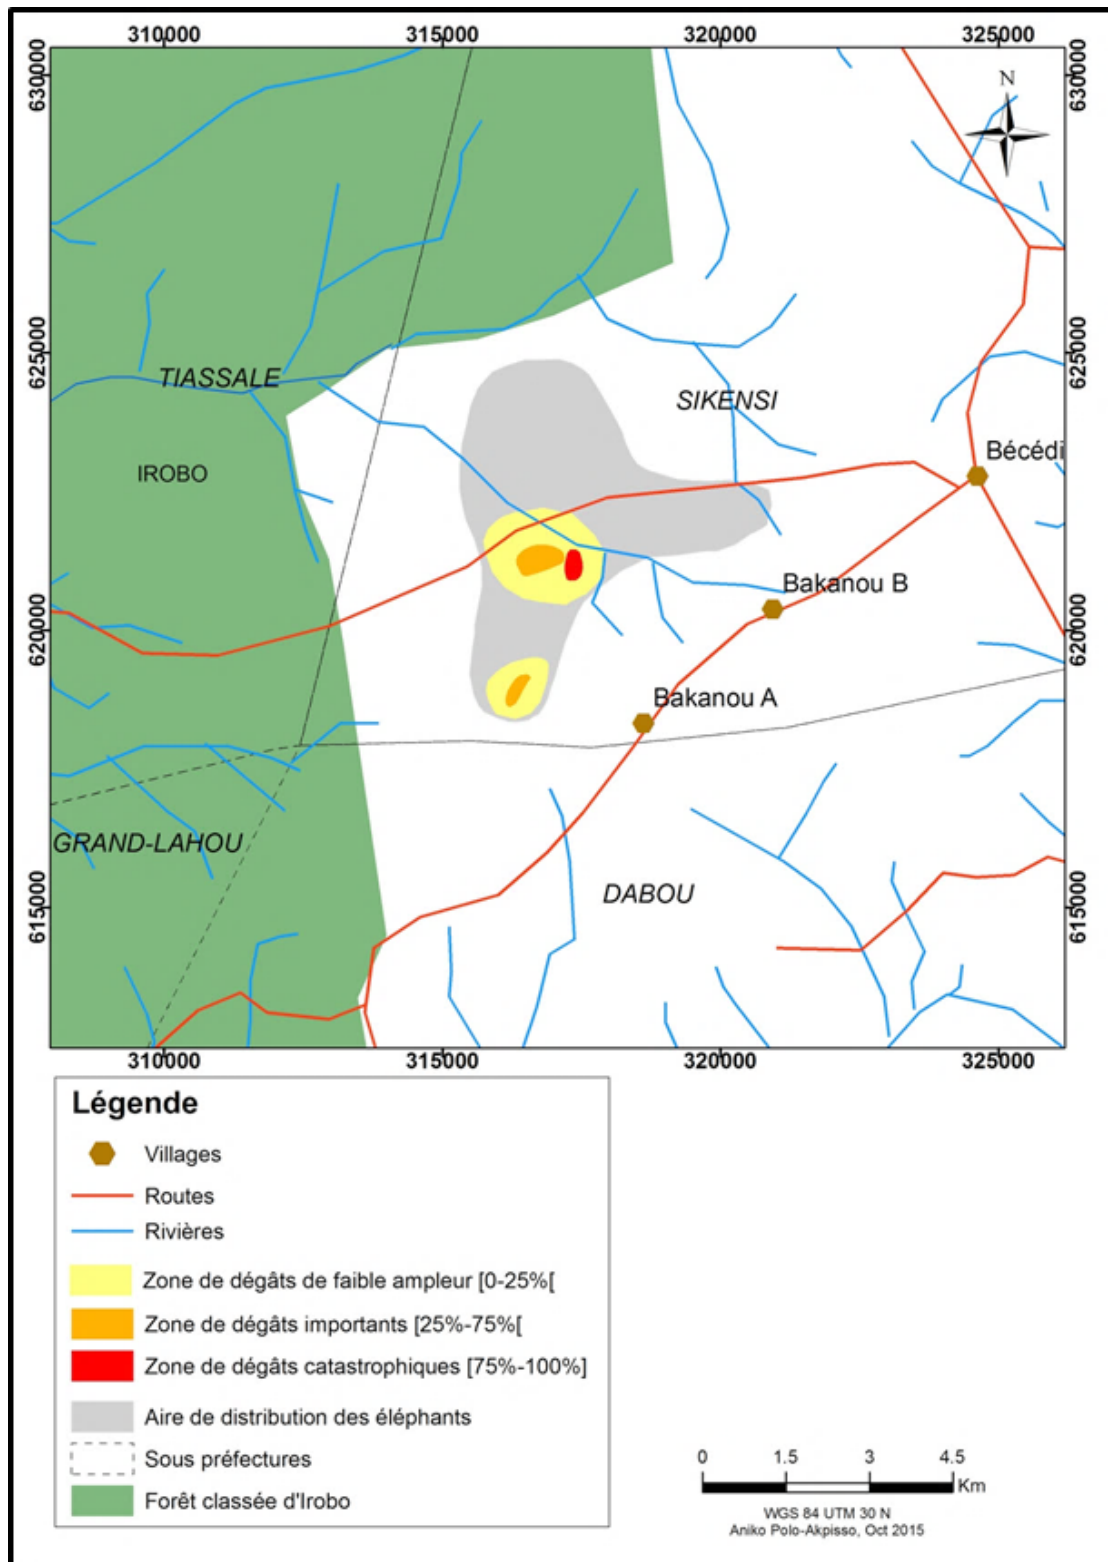 310000 315000 320000 325000
630000 630000
N
625000 625000
TIASSALE
SIKENSI
Bécédi
IROBO
Bakanou B
620000 620000
Bakanou A
GRAND-LAHOU
DABOU
615000 615000
310000 315000 320000 325000
Légende
Villages
Routes
Rivières
Zone de dégâts de faible ampleur [0-25%[
Zone de dégâts importants [25%-75%[
Zone de dégâts catastrophiques [75%-100%]
Aire de distribution des éléphants
Sous préfectures
Forêt classée d'Irobo
0 1.5 3 4.5
Km
WGS 84 UTM 30 N
Aniko Polo-Akpisso, Oct 2015